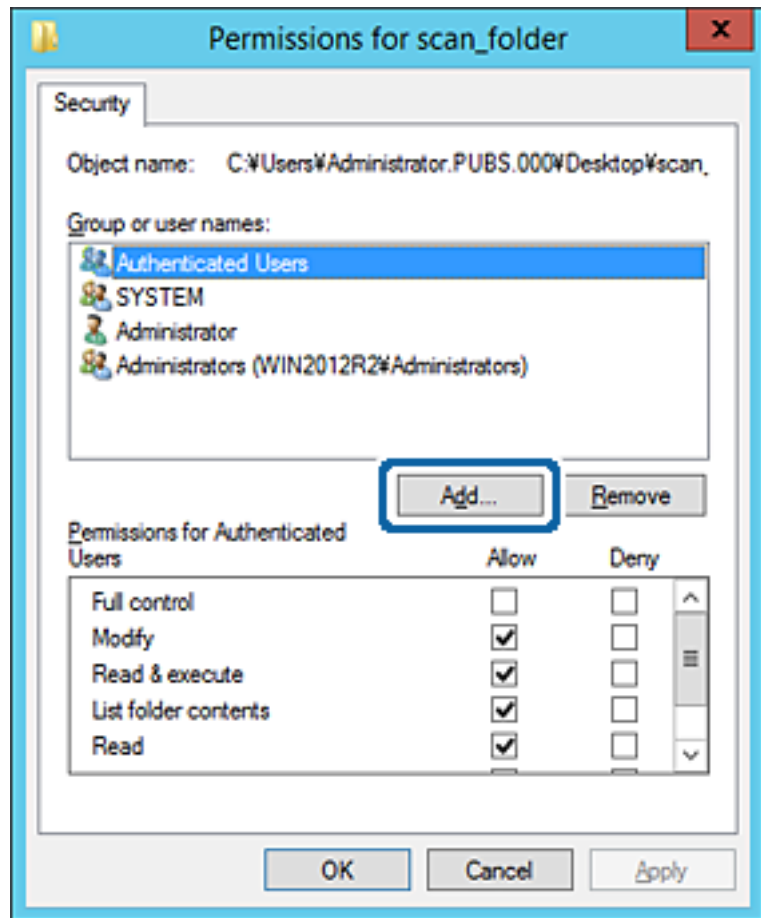 Permissions for scan_folder
x
Security
Object name: C:¥Users¥Administrator.PUBS.000¥Desktop¥scan_
Group or user names:
Authenticated Users
SYSTEM
Administrator
Administrators (WIN2012R2¥Administrators)
Add... Remove
Permissions for Authenticated
Users Allow Deny
Full control
Modify
Read & execute
List folder contents
Read
OK Cancel Apply